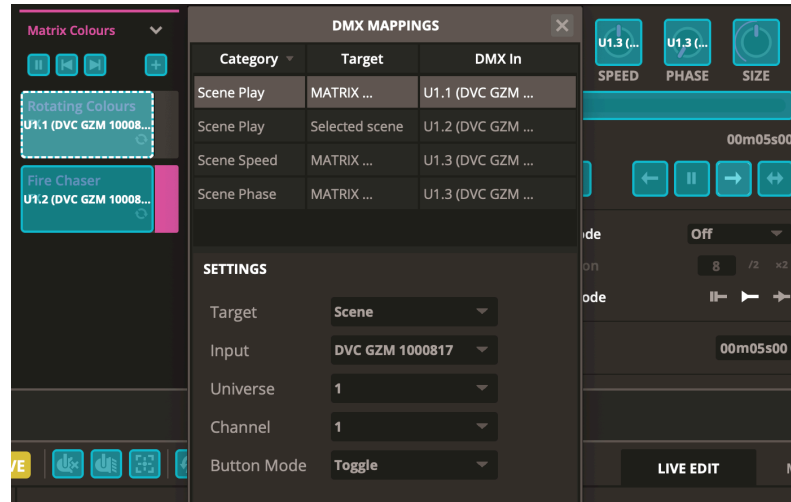 Matrix Colours
Rotating Colours
U1.1 (DVC GZM 10008...
Fire Chaser
U1.2 (DVC GZM 10008...
DMX MAPPINGS
Category Target DMX In
Scene Play MATRIX ... U1.1 (DVC GZM ...
Scene Play Selected scene U1.2 (DVC GZM ...
Scene Speed MATRIX ... U1.3 (DVC GZM ...
Scene Phase MATRIX ... U1.3 (DVC GZM ...
SETTINGS
Target Scene
Input DVC GZM 1000817
Universe 1
Channel 1
Button Mode Toggle
U1.3 (... U1.3 (...
SPEED PHASE SIZE
00m05s00
ode Off
on 8 /2 ×2
ode
00m05s00
VE
LIVE EDIT